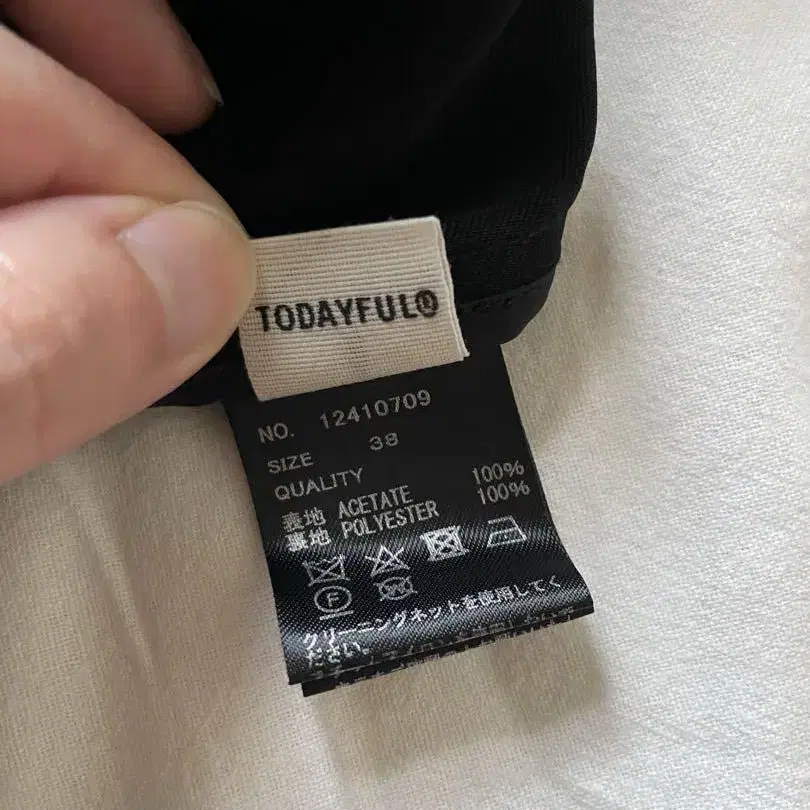 TODAYFUL®
NO. 12410709
SIZE 38
QUALITY
表地 ACETATE 100%
裏地 POLYESTER 100%
F W
クリーニングネットを使用してく
ださい。